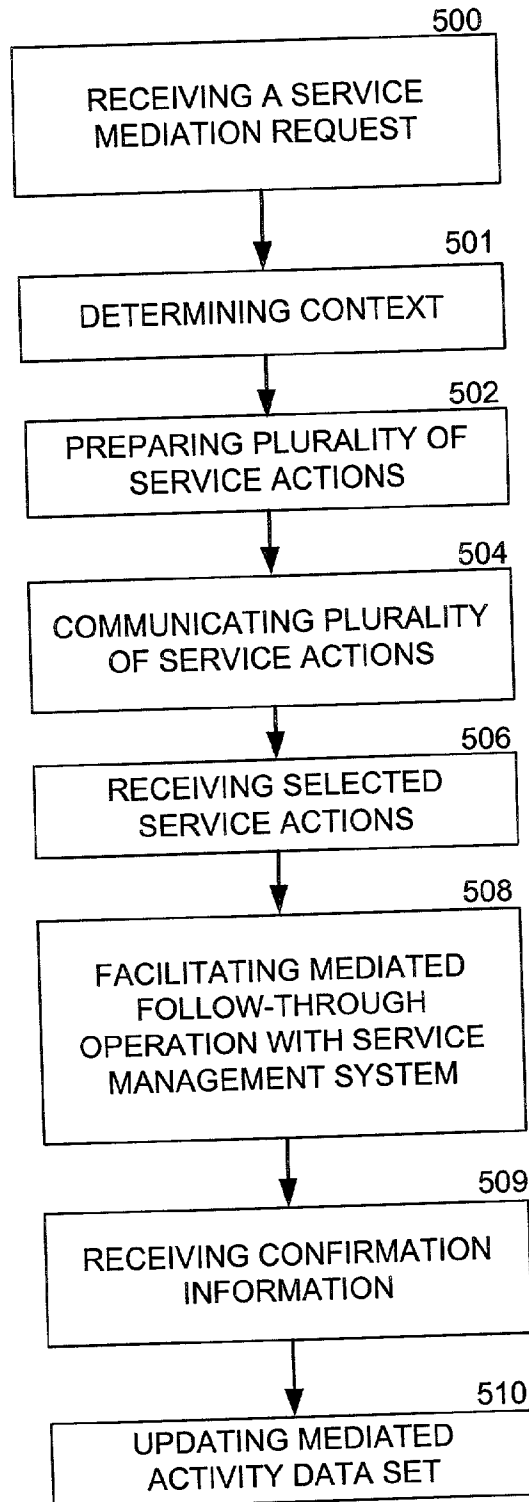 500
RECEIVING A SERVICE
MEDIATION REQUEST
501
DETERMINING CONTEXT
502
PREPARING PLURALITY OF
SERVICE ACTIONS
504
COMMUNICATING PLURALITY
OF SERVICE ACTIONS
506
RECEIVING SELECTED
SERVICE ACTIONS
508
FACILITATING MEDIATED
FOLLOW-THROUGH
OPERATION WITH SERVICE
MANAGEMENT SYSTEM
509
RECEIVING CONFIRMATION
INFORMATION
510
UPDATING MEDIATED
ACTIVITY DATA SET